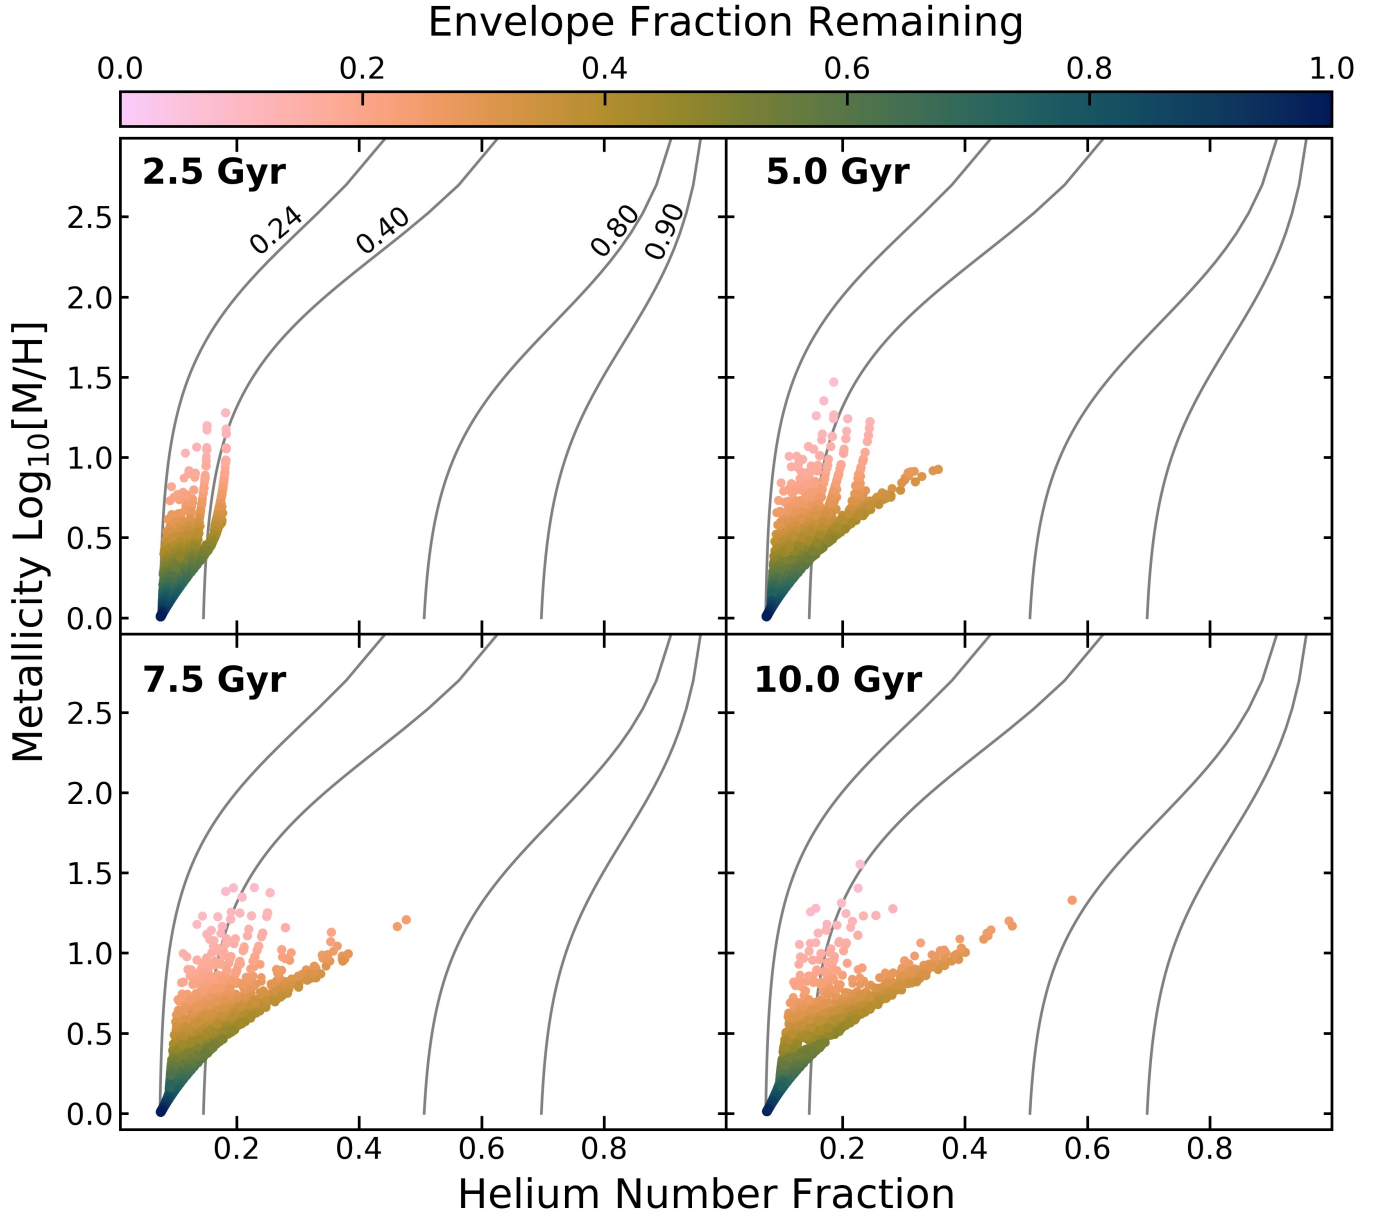 Envelope Fraction Remaining
0.0 0.2 0.4 0.6 0.8 1.0
2.5 Gyr
0.24
0.40
0.80
0.90
5.0 Gyr
2.5
2.0
1.5
1.0
0.5
0.0
7.5 Gyr
10.0 Gyr
2.5
2.0
1.5
1.0
0.5
0.0
Metallicity Log10[M/H]
0.2 0.4 0.6 0.8 0.2 0.4 0.6 0.8
Helium Number Fraction